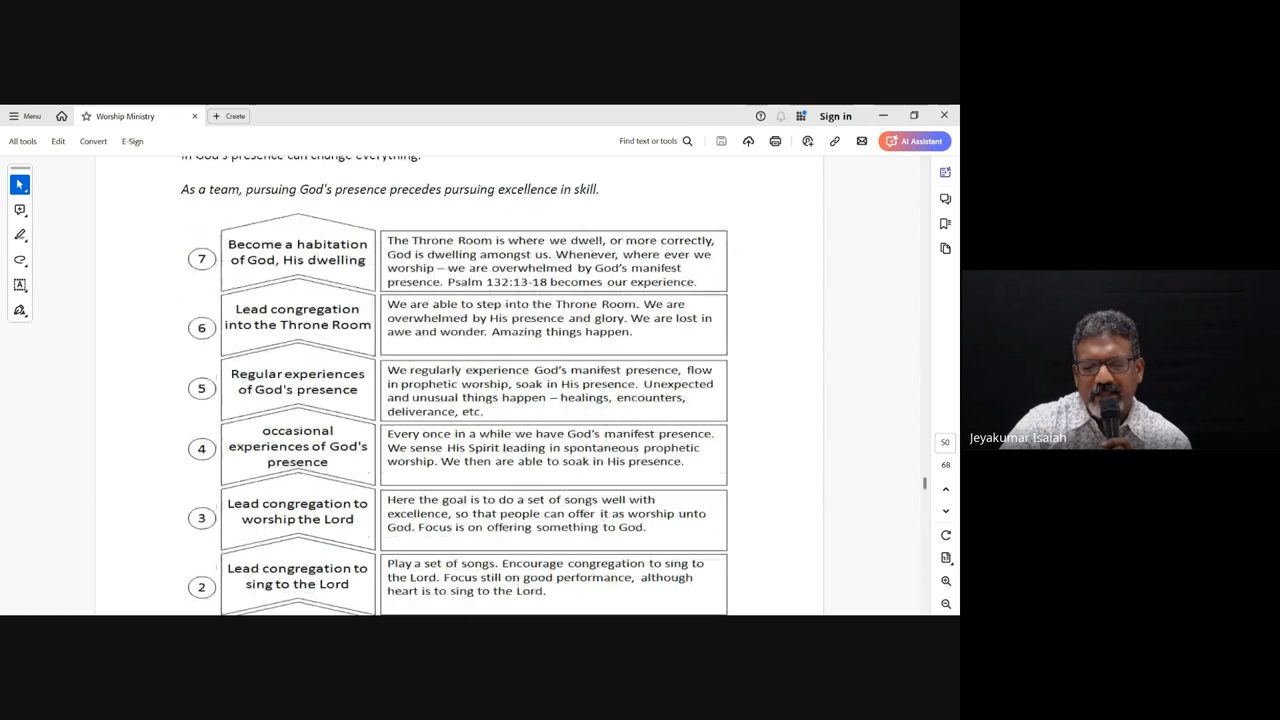 Menu
Worship Ministry
Create
Sign in
All tools
Edit
Convert
E-Sign
Find text or tools
AI Assistant
in God's presence can change everything.
As a team, pursuing God's presence precedes pursuing excellence in skill.
7
Become a habitation
of God, His dwelling
The Throne Room is where we dwell, or more correctly,
God is dwelling amongst us. Whenever, where ever we
worship – we are overwhelmed by God's manifest
presence. Psalm 132:13-18 becomes our experience.
6
Lead congregation
into the Throne Room
We are able to step into the Throne Room. We are
overwhelmed by His presence and glory. We are lost in
awe and wonder. Amazing things happen.
5
Regular experiences
of God's presence
We regularly experience God's manifest presence, flow
in prophetic worship, soak in His presence. Unexpected
and unusual things happen – healings, encounters,
deliverance, etc.
4
occasional
experiences of God's
presence
Every once in a while we have God's manifest presence.
We sense His Spirit leading in spontaneous prophetic
worship. We then are able to soak in His presence.
3
Lead congregation to
worship the Lord
Here the goal is to do a set of songs well with
excellence, so that people can offer it as worship unto
God. Focus is on offering something to God.
2
Lead congregation to
sing to the Lord
Play a set of songs. Encourage congregation to sing to
the Lord. Focus still on good performance, although
heart is to sing to the Lord.
50
68
Jeyakumar Isaiah